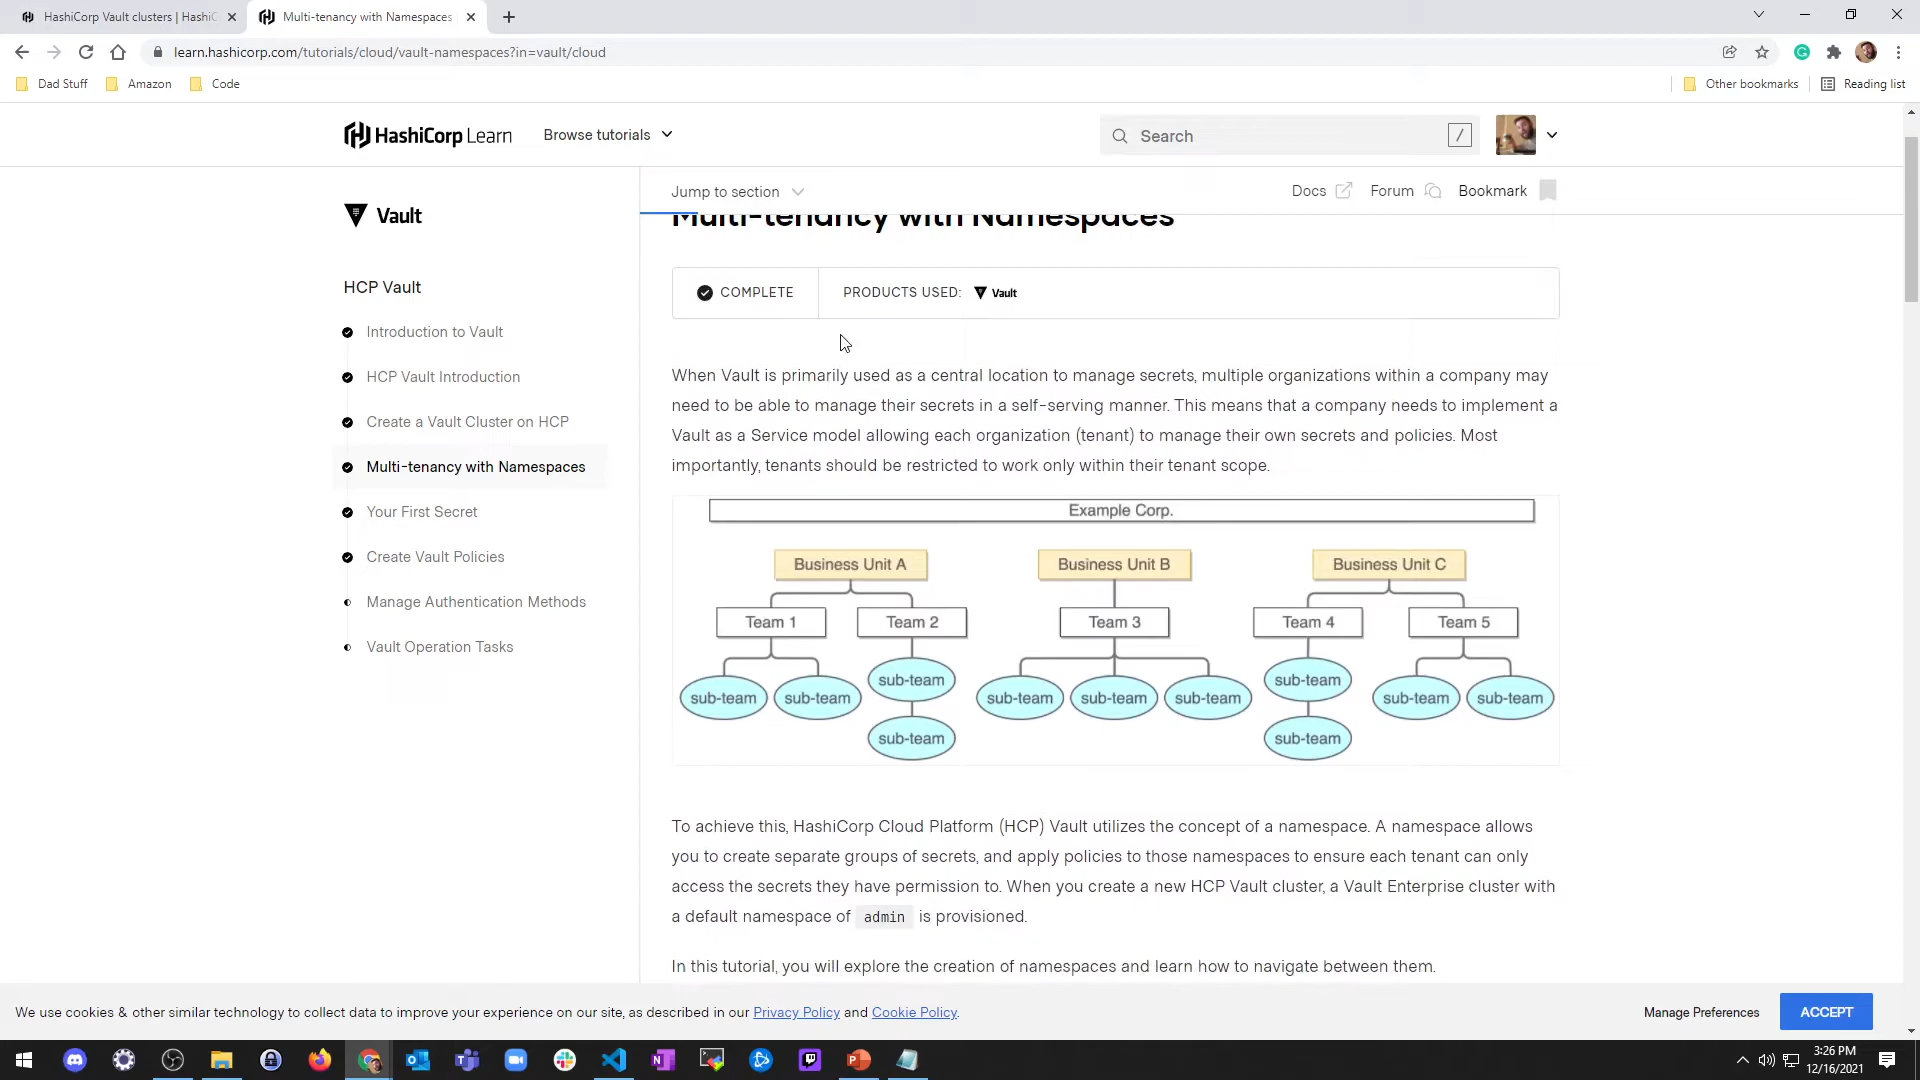 HashiCorp Vault clusters | HashiC
Multi-tenancy with Namespaces
learn.hashicorp.com/tutorials/cloud/vault-namespaces?in=vault/cloud
Dad Stuff
Amazon
Code
Other bookmarks
Reading list
HashiCorp Learn
Browse tutorials
Search
/
Vault
HCP Vault
Introduction to Vault
HCP Vault Introduction
Create a Vault Cluster on HCP
Multi-tenancy with Namespaces
Your First Secret
Create Vault Policies
Manage Authentication Methods
Vault Operation Tasks
Jump to section
Docs
Forum
Bookmark
Multi-tenancy with Namespaces
COMPLETE
PRODUCTS USED: Vault
When Vault is primarily used as a central location to manage secrets, multiple organizations within a company may
need to be able to manage their secrets in a self-serving manner. This means that a company needs to implement a
Vault as a Service model allowing each organization (tenant) to manage their own secrets and policies. Most
importantly, tenants should be restricted to work only within their tenant scope.
Example Corp.
Business Unit A
Business Unit B
Business Unit C
Team 1
Team 2
Team 3
Team 4
Team 5
sub-team
sub-team
sub-team
sub-team
sub-team
sub-team
sub-team
sub-team
sub-team
sub-team
sub-team
To achieve this, HashiCorp Cloud Platform (HCP) Vault utilizes the concept of a namespace. A namespace allows
you to create separate groups of secrets, and apply policies to those namespaces to ensure each tenant can only
access the secrets they have permission to. When you create a new HCP Vault cluster, a Vault Enterprise cluster with
a default namespace of admin is provisioned.
In this tutorial, you will explore the creation of namespaces and learn how to navigate between them.
We use cookies & other similar technology to collect data to improve your experience on our site, as described in our Privacy Policy and Cookie Policy.
Manage Preferences
ACCEPT
3:26 PM
12/16/2021